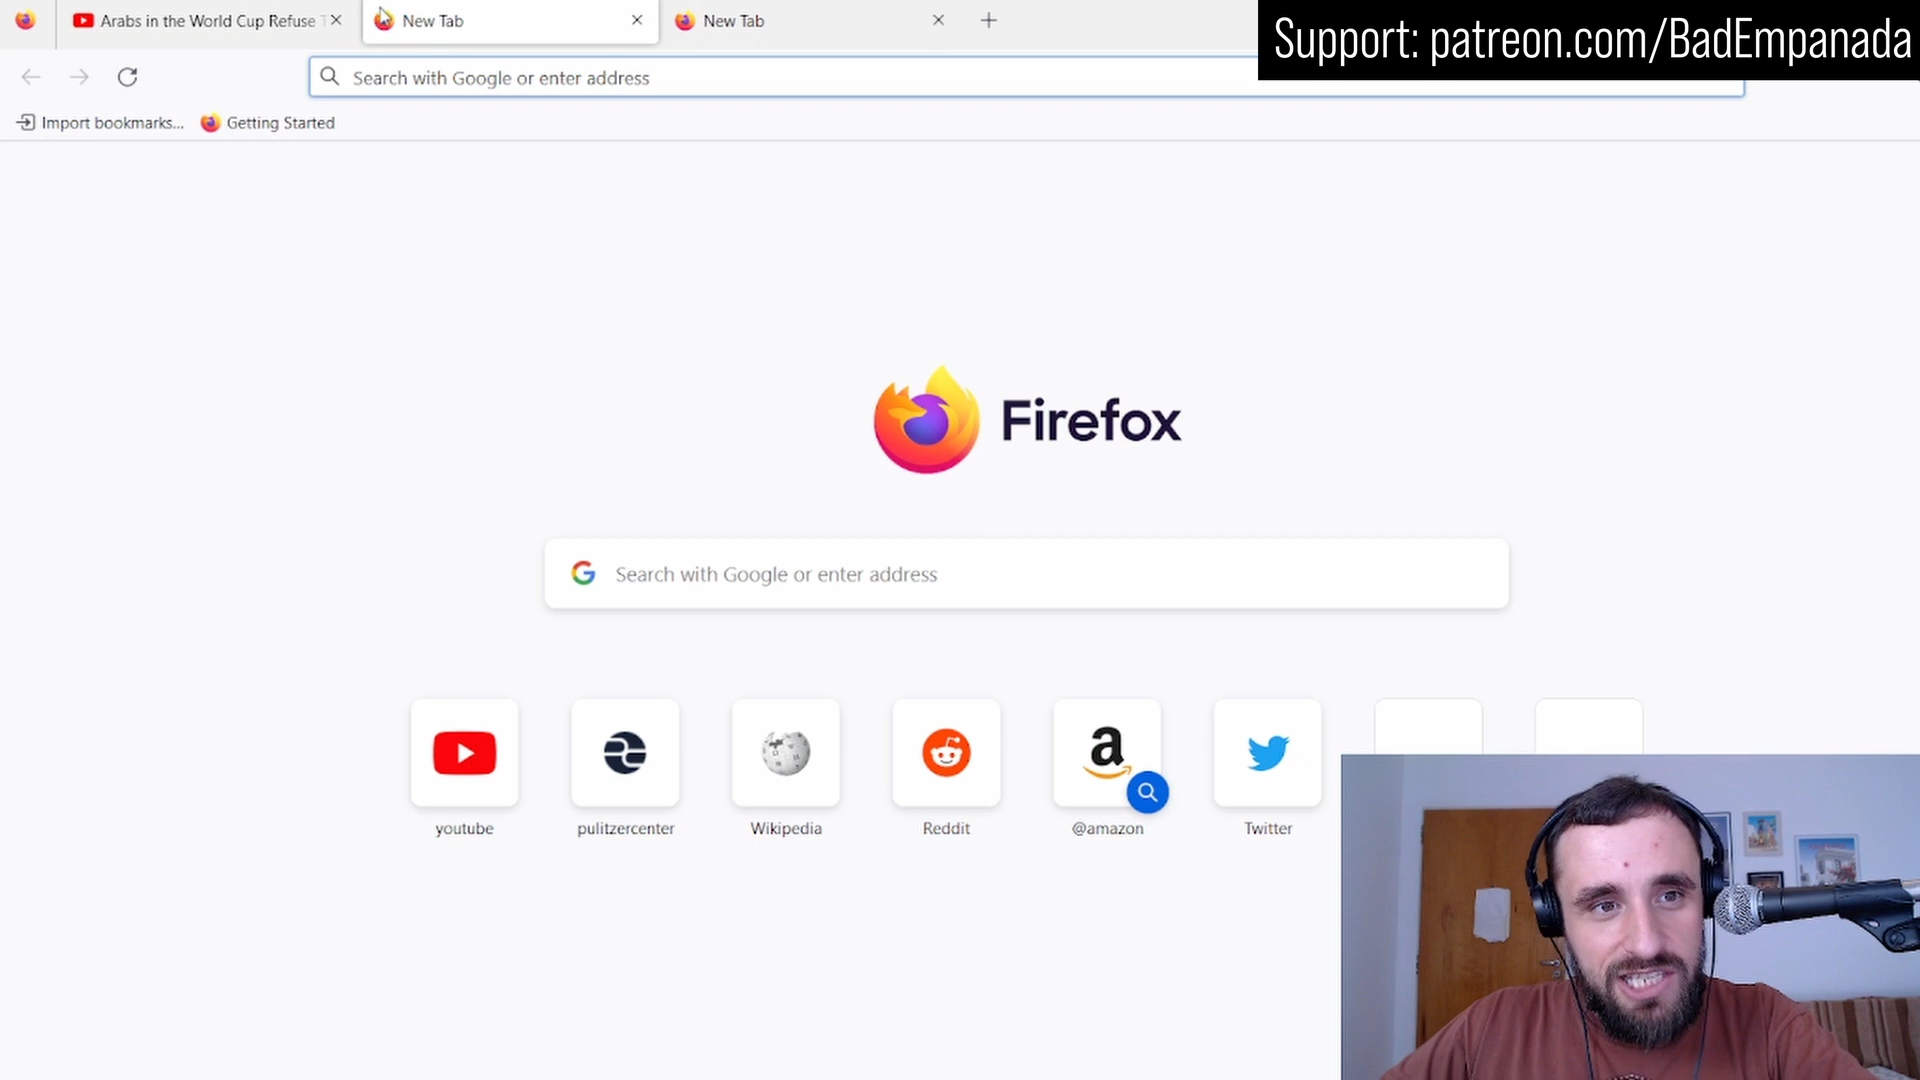 Arabs in the World Cup Refuse
New Tab
New Tab
Support: patreon.com/BadEmpanada
Search with Google or enter address
Import bookmarks...
Getting Started
Firefox
Search with Google or enter address
youtube
pulitzercenter
Wikipedia
Reddit
@amazon
Twitter